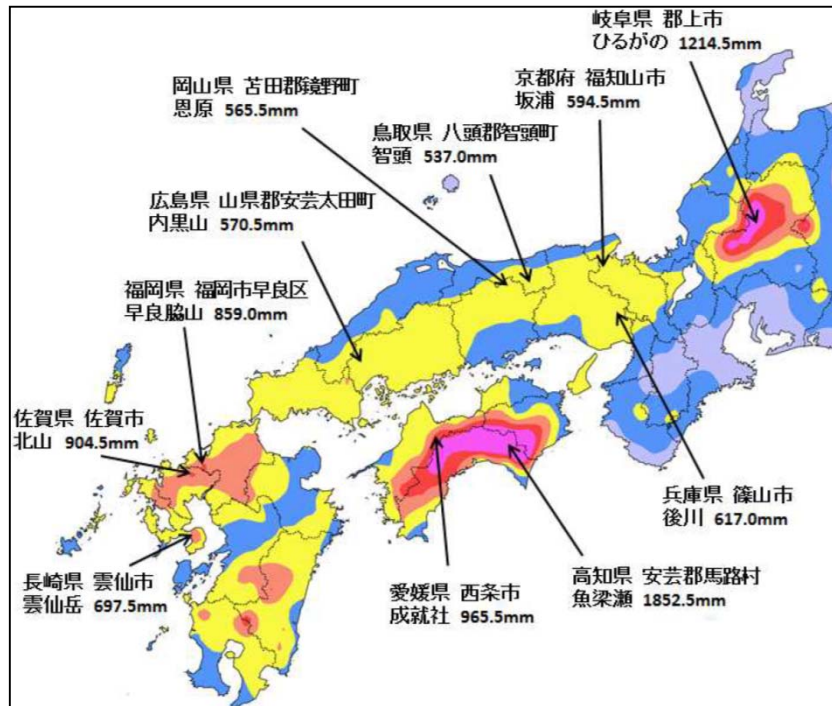 岐阜県 郡上市
ひるがの 1214.5mm
岡山県 苫田郡鏡野町
恩原 565.5mm
京都府 福知山市
坂浦 594.5mm
鳥取県 八頭郡智頭町
智頭 537.0mm
広島県 山県郡安芸太田町
内黒山 570.5mm
福岡県 福岡市早良区
早良脇山 859.0mm
佐賀県 佐賀市
北山 904.5mm
兵庫県 篠山市
後川 617.0mm
長崎県 雲仙市
雲仙岳 697.5mm
愛媛県 西条市
成就社 965.5mm
高知県 安芸郡馬路村
魚梁瀬 1852.5mm